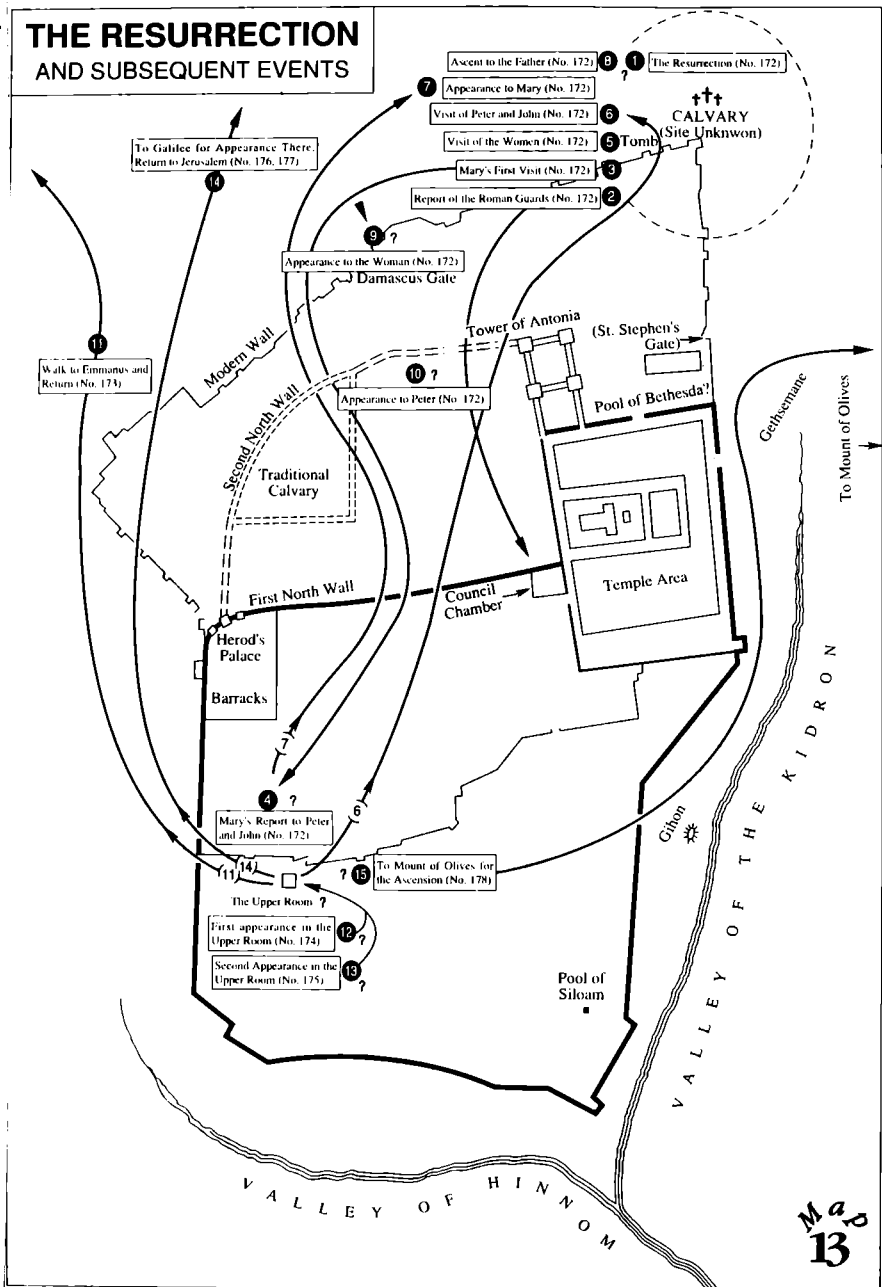 THE RESURRECTION
AND SUBSEQUENT EVENTS
Ascent to the Father (No. 172) 8
1 The Resurrection (No. 172)
?
7 Appearance to Mary (No. 172)
Visit of Peter and John (No. 172) 6
CALVARY
(Site Unknwon)
Visit of the Women (No. 172) 5
Tomb
Mary's First Visit (No. 172) 3
Report of the Roman Guards (No. 172) 2
To Galilee for Appearance There.
Return to Jerusalem (No. 176, 177)
14
9 ?
Appearance to the Woman (No. 172)
Damascus Gate
11
Walk to Emmanus and
Return (No. 173)
Modern Wall
Second North Wall
Tower of Antonia
(St. Stephen's
Gate)
10 ?
Appearance to Peter (No. 172)
Pool of Bethesda?
Gethsemane
To Mount of Olives
Traditional
Calvary
First North Wall
Council
Chamber
Temple Area
Herod's
Palace
Barracks
(7)
4 ?
Mary's Report to Peter
and John (No. 172)
(6)
Gihon
(14)
(11)
? 15 To Mount of Olives for
the Ascension (No. 178)
The Upper Room ?
First appearance in the
Upper Room (No. 174)
12 ?
Second Appearance in the
Upper Room (No. 175)
13
?
Pool of
Siloam
VALLEY OF THE KIDRON
VALLEY OF HINNOM
Map
13